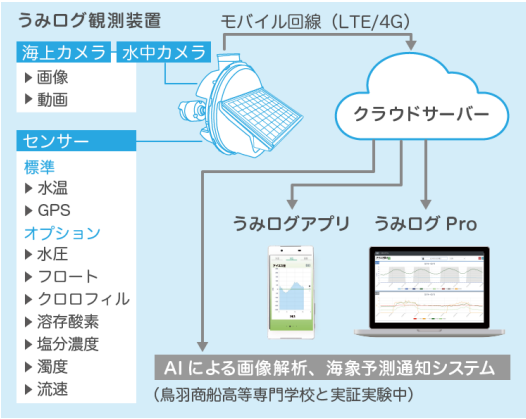 うみログ観測装置
モバイル回線（LTE/4G）
海上カメラ 水中カメラ
▶ 画像
▶ 動画
クラウドサーバー
センサー
標準
▶ 水温
▶ GPS
オプション
▶ 水圧
▶ フロート
▶ クロロフィル
▶ 溶存酸素
▶ 塩分濃度
▶ 濁度
▶ 流速
うみログアプリ
うみログ Pro
AI による画像解析、海象予測通知システム
（鳥羽商船高等専門学校と実証実験中）